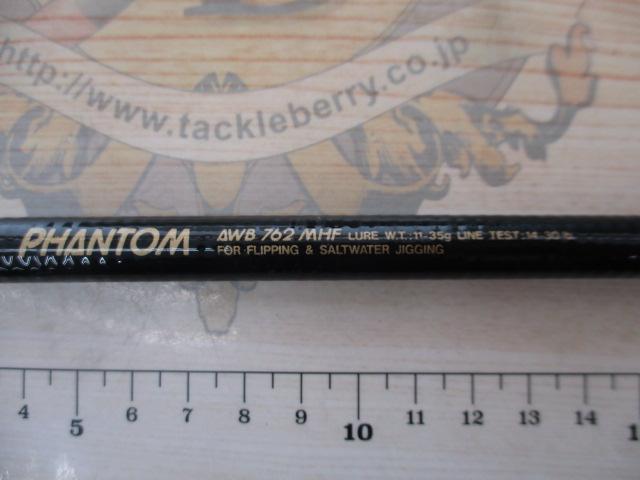 http://www.tackleberry.co.jp
PHANTOM AWB 762 MHF LURE W.T.:11-35g LINE TEST:14-30 lb.
FOR FLIPPING & SALTWATER JIGGING
4 5 6 7 8 9 10 11 12 13 14